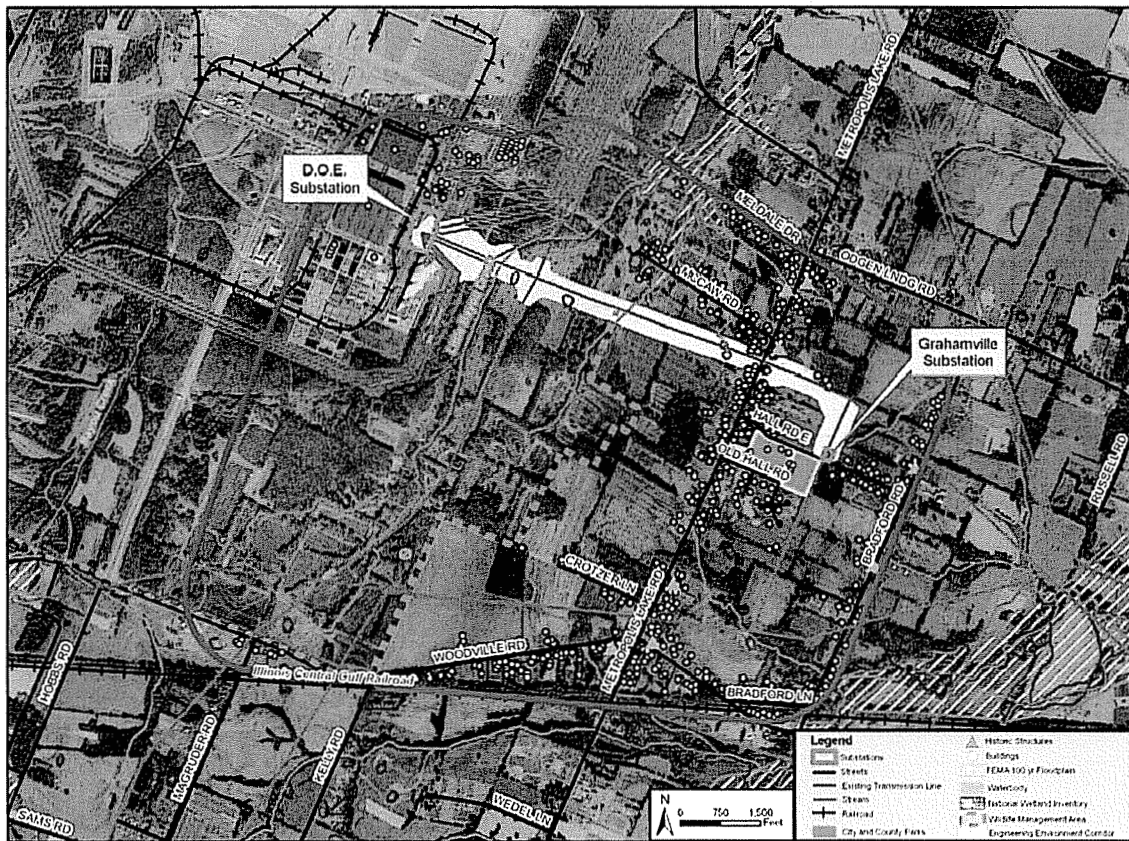 METROPOLIS LAKE RD
D.O.E.
Substation
MELDALE DR
ODGEN LNDG RD
MCCAW RD
Grahamville
Substation
HALL RD E
OLD HALL RD
RUSSELL RD
BRADFORD RD
CROTZER LN
METROPOLIS LAKE RD
WOODVILLE RD
HOBBS RD
Illinois Central Gulf Railroad
BRADFORD LN
MAGRUDER RD
KELLY RD
WEDEL LN
SAMS RD
N
0 750 1,500
Feet
Legend
Substations
Streets
Existing Transmission Line
Stream
Railroad
City and County Parks
Historic Structures
Buildings
FEMA 100 yr Floodplain
Waterbody
National Wetland Inventory
Wildlife Management Area
Engineering Environment Corridor